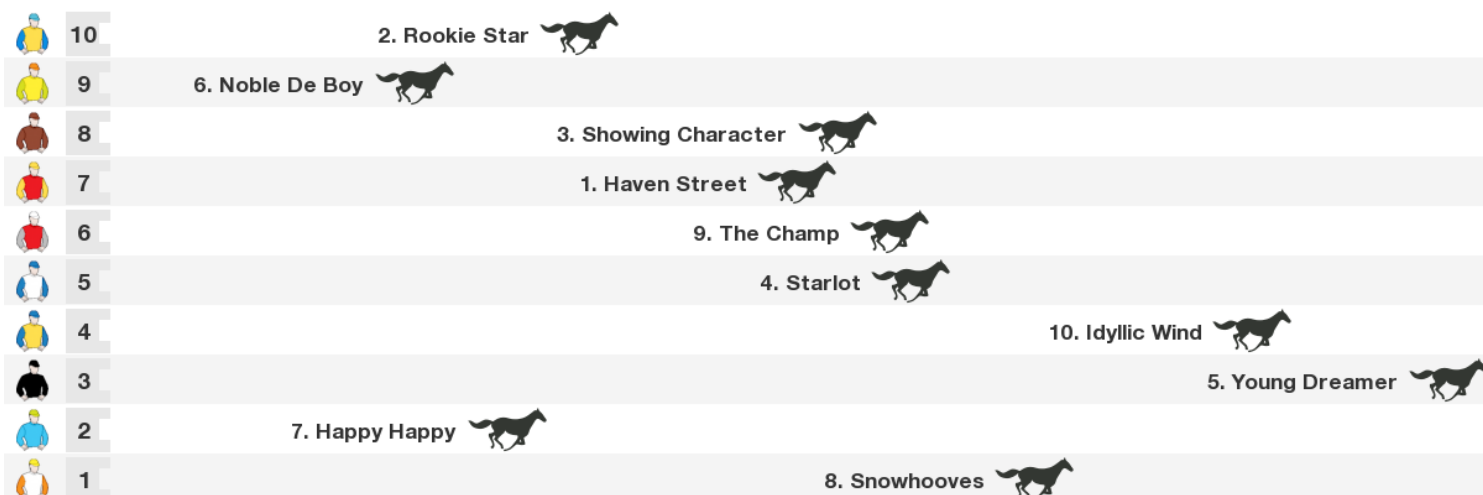 10 2. Rookie Star
9 6. Noble De Boy
8 3. Showing Character
7 1. Haven Street
6 9. The Champ
5 4. Starlot
4 10. Idyllic Wind
3 5. Young Dreamer
2 7. Happy Happy
1 8. Snowhooves